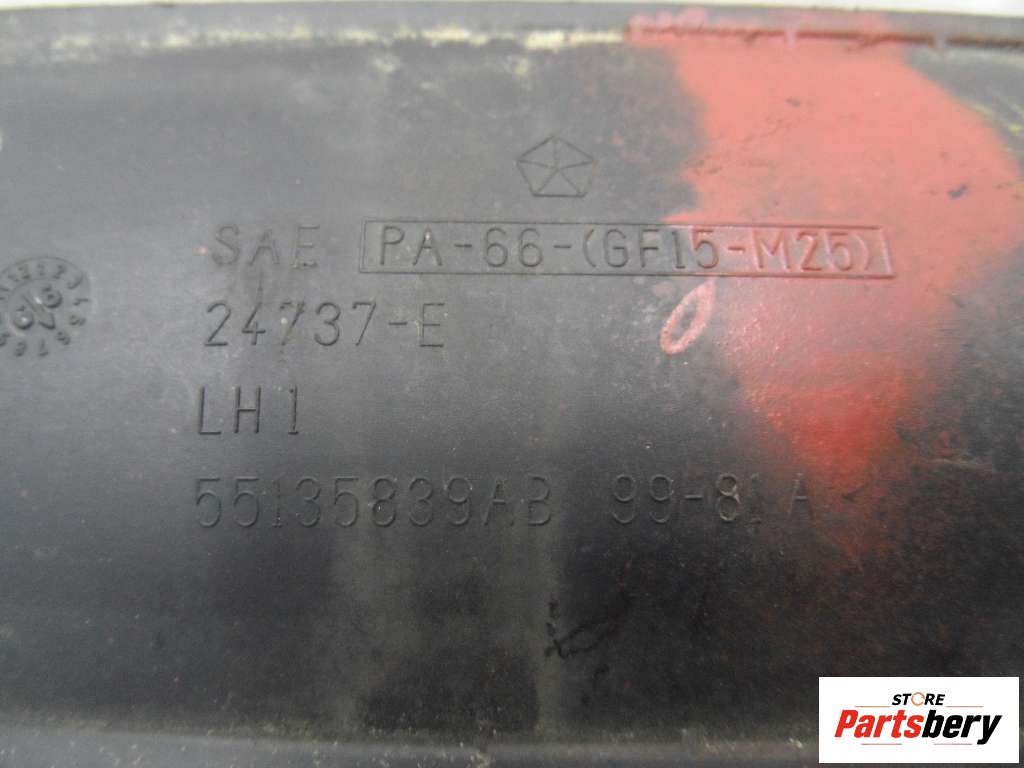 SAE PA-66-(GF15-M25)
24737-E
LH1
55135839AB 99-81A
STORE
Partsbery